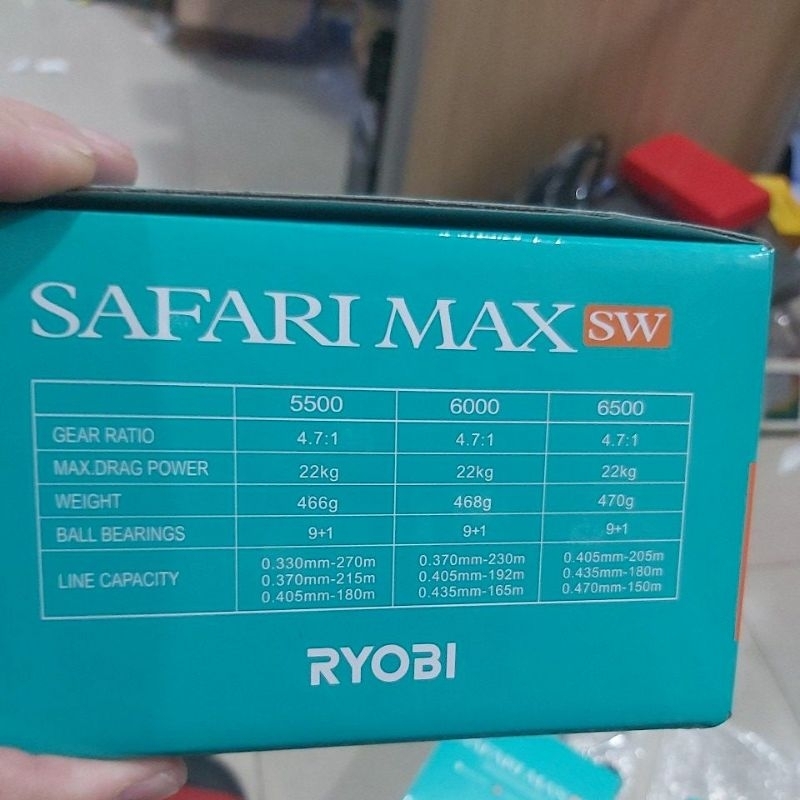 SAFARI MAX SW
5500 6000 6500
GEAR RATIO 4.7:1 4.7:1 4.7:1
MAX.DRAG POWER 22kg 22kg 22kg
WEIGHT 466g 468g 470g
BALL BEARINGS 9+1 9+1 9+1
LINE CAPACITY 0.330mm-270m 0.370mm-230m 0.405mm-205m
0.370mm-215m 0.405mm-192m 0.435mm-180m
0.405mm-180m 0.435mm-165m 0.470mm-150m
RYOBI
SAFARI MAX